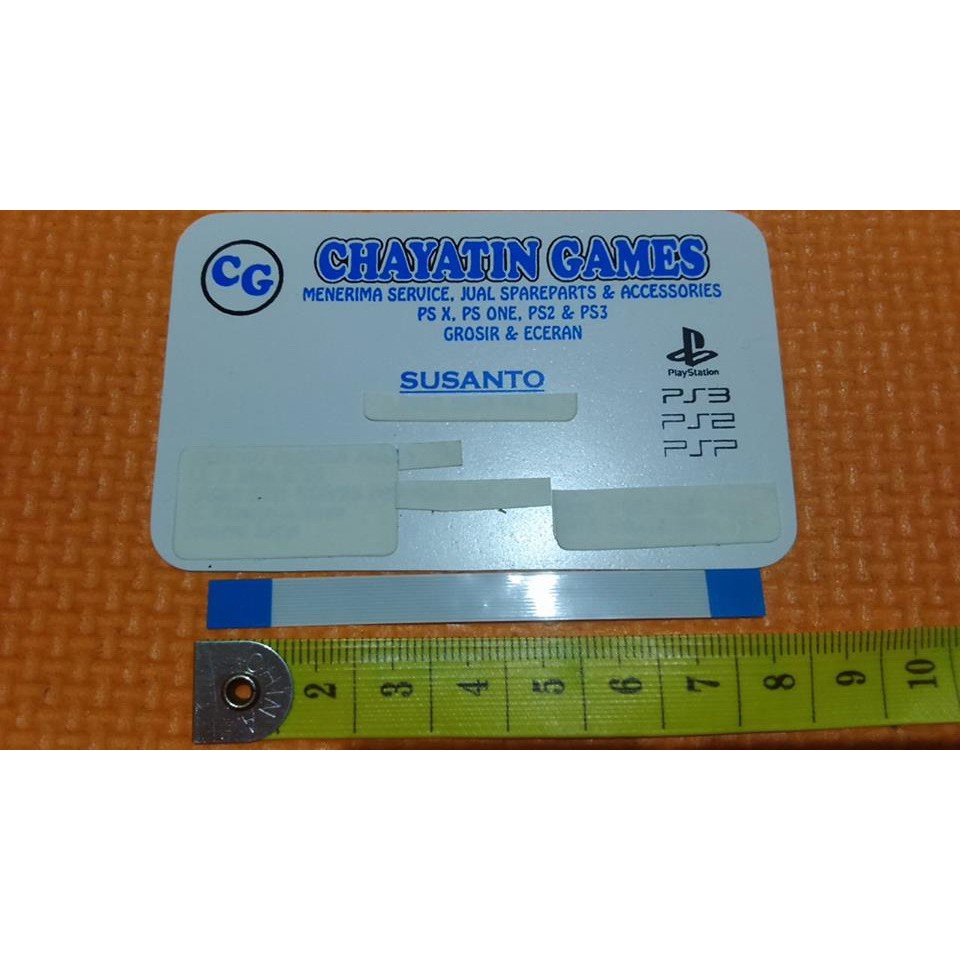 CG
CHAYATIN GAMES
MENERIMA SERVICE, JUAL SPAREPARTS & ACCESSORIES
PS X, PS ONE, PS2 & PS3
GROSIR & ECERAN
SUSANTO
PlayStation
PS3
PS2
PSP
2 3 4 5 6 7 8 9 10